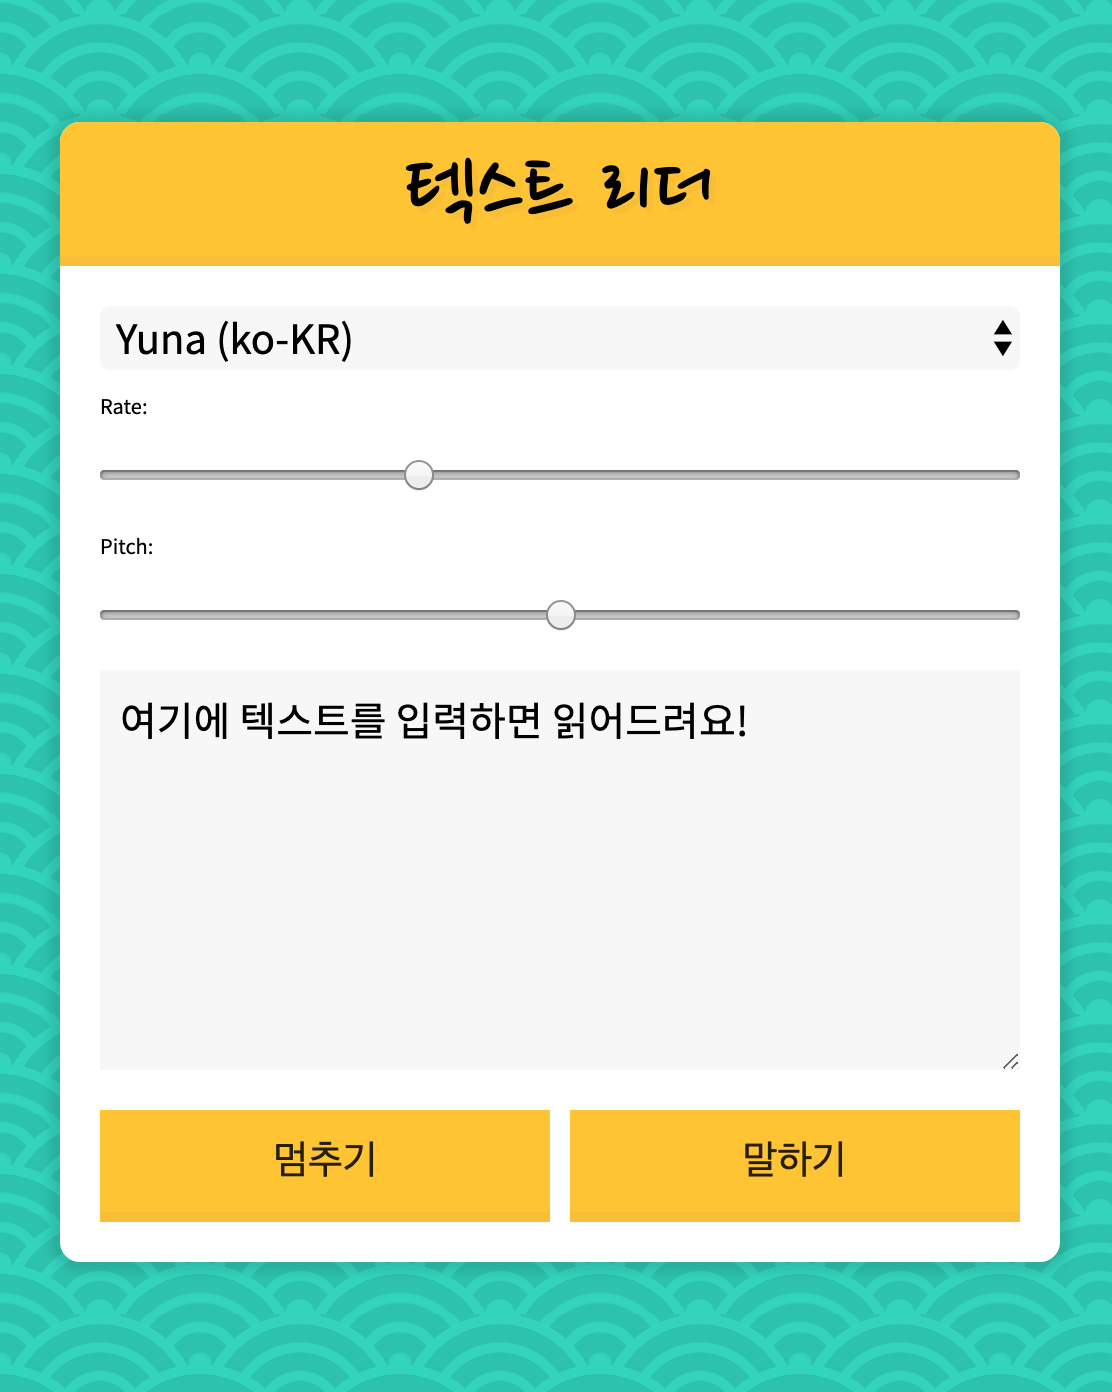 텍스트 리더
Yuna (ko-KR)
Rate:
Pitch:
여기에 텍스트를 입력하면 읽어드려요!
멈추기 말하기